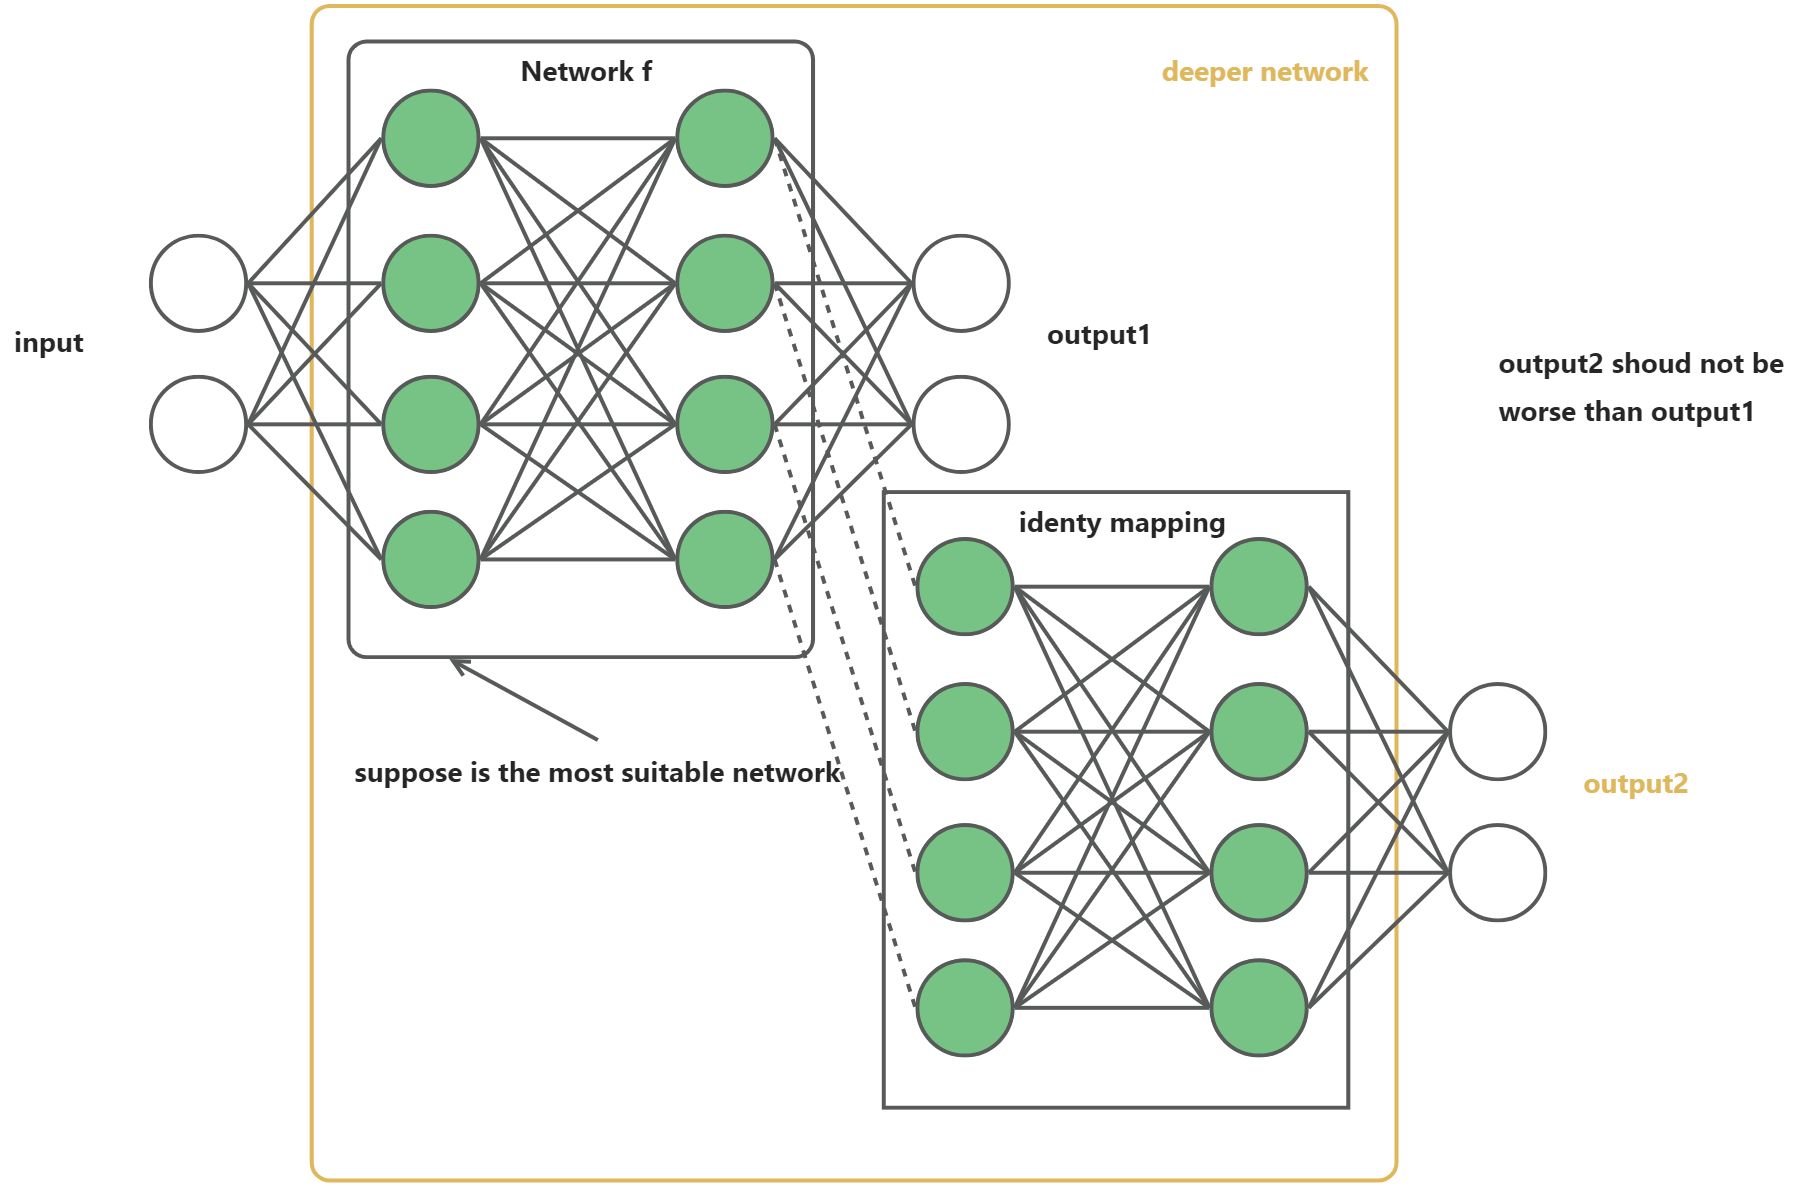 Network f
deeper network
input
output1
output2 shoud not be
worse than output1
identy mapping
suppose is the most suitable network
output2